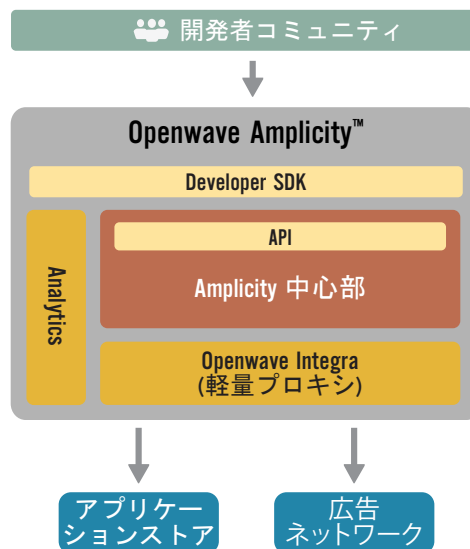 開発者コミュニティ
Openwave Amplicity™
Developer SDK
Analytics
API
Amplicity 中心部
Openwave Integra
(軽量プロキシ)
アプリケー
ションストア
広告
ネットワーク